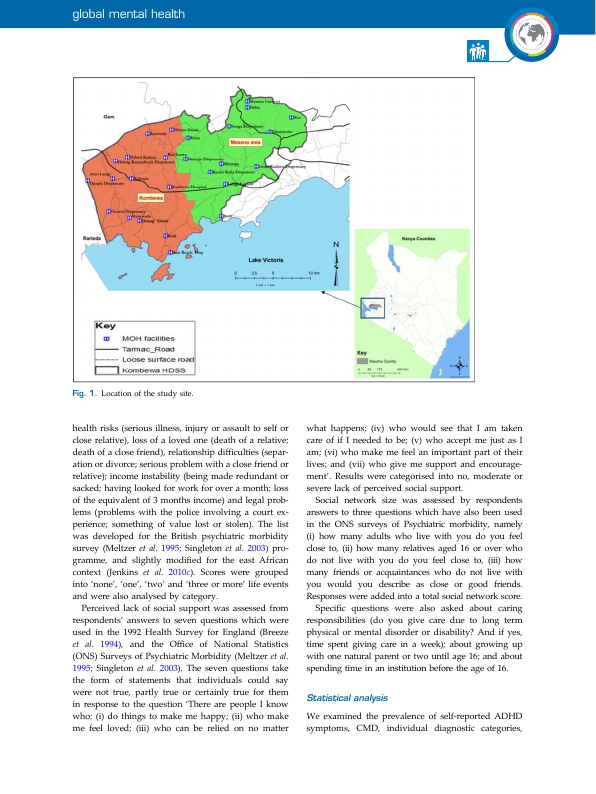 global mental health
Gem
Maseno area
Kombewa
Rarieda
Lake Victoria
N
0 2.5 5 10 km
Kenya Counties
Key
Kisumu County
Key
MOH facilities
Tarmac_Road
Loose surface road
Kombewa HDSS
Fig. 1. Location of the study site.
health risks (serious illness, injury or assault to self or
close relative), loss of a loved one (death of a relative;
death of a close friend), relationship difficulties (separ-
ation or divorce; serious problem with a close friend or
relative); income instability (being made redundant or
sacked; having looked for work for over a month; loss
of the equivalent of 3 months income) and legal prob-
lems (problems with the police involving a court ex-
perience; something of value lost or stolen). The list
was developed for the British psychiatric morbidity
survey (Meltzer et al. 1995; Singleton et al. 2003) pro-
gramme, and slightly modified for the east African
context (Jenkins et al. 2010c). Scores were grouped
into ‘none’, ‘one’, ‘two’ and ‘three or more’ life events
and were also analysed by category.
Perceived lack of social support was assessed from
respondents’ answers to seven questions which were
used in the 1992 Health Survey for England (Breeze
et al. 1994), and the Office of National Statistics
(ONS) Surveys of Psychiatric Morbidity (Meltzer et al.
1995; Singleton et al. 2003). The seven questions take
the form of statements that individuals could say
were not true, partly true or certainly true for them
in response to the question ‘There are people I know
who: (i) do things to make me happy; (ii) who make
me feel loved; (iii) who can be relied on no matter
what happens; (iv) who would see that I am taken
care of if I needed to be; (v) who accept me just as I
am; (vi) who make me feel an important part of their
lives; and (vii) who give me support and encourage-
ment’. Results were categorised into no, moderate or
severe lack of perceived social support.
Social network size was assessed by respondents
answers to three questions which have also been used
in the ONS surveys of Psychiatric morbidity, namely
(i) how many adults who live with you do you feel
close to, (ii) how many relatives aged 16 or over who
do not live with you do you feel close to, (iii) how
many friends or acquaintances who do not live with
you would you describe as close or good friends.
Responses were added into a total social network score.
Specific questions were also asked about caring
responsibilities (do you give care due to long term
physical or mental disorder or disability? And if yes,
time spent giving care in a week); about growing up
with one natural parent or two until age 16; and about
spending time in an institution before the age of 16.
Statistical analysis
We examined the prevalence of self-reported ADHD
symptoms, CMD, individual diagnostic categories,